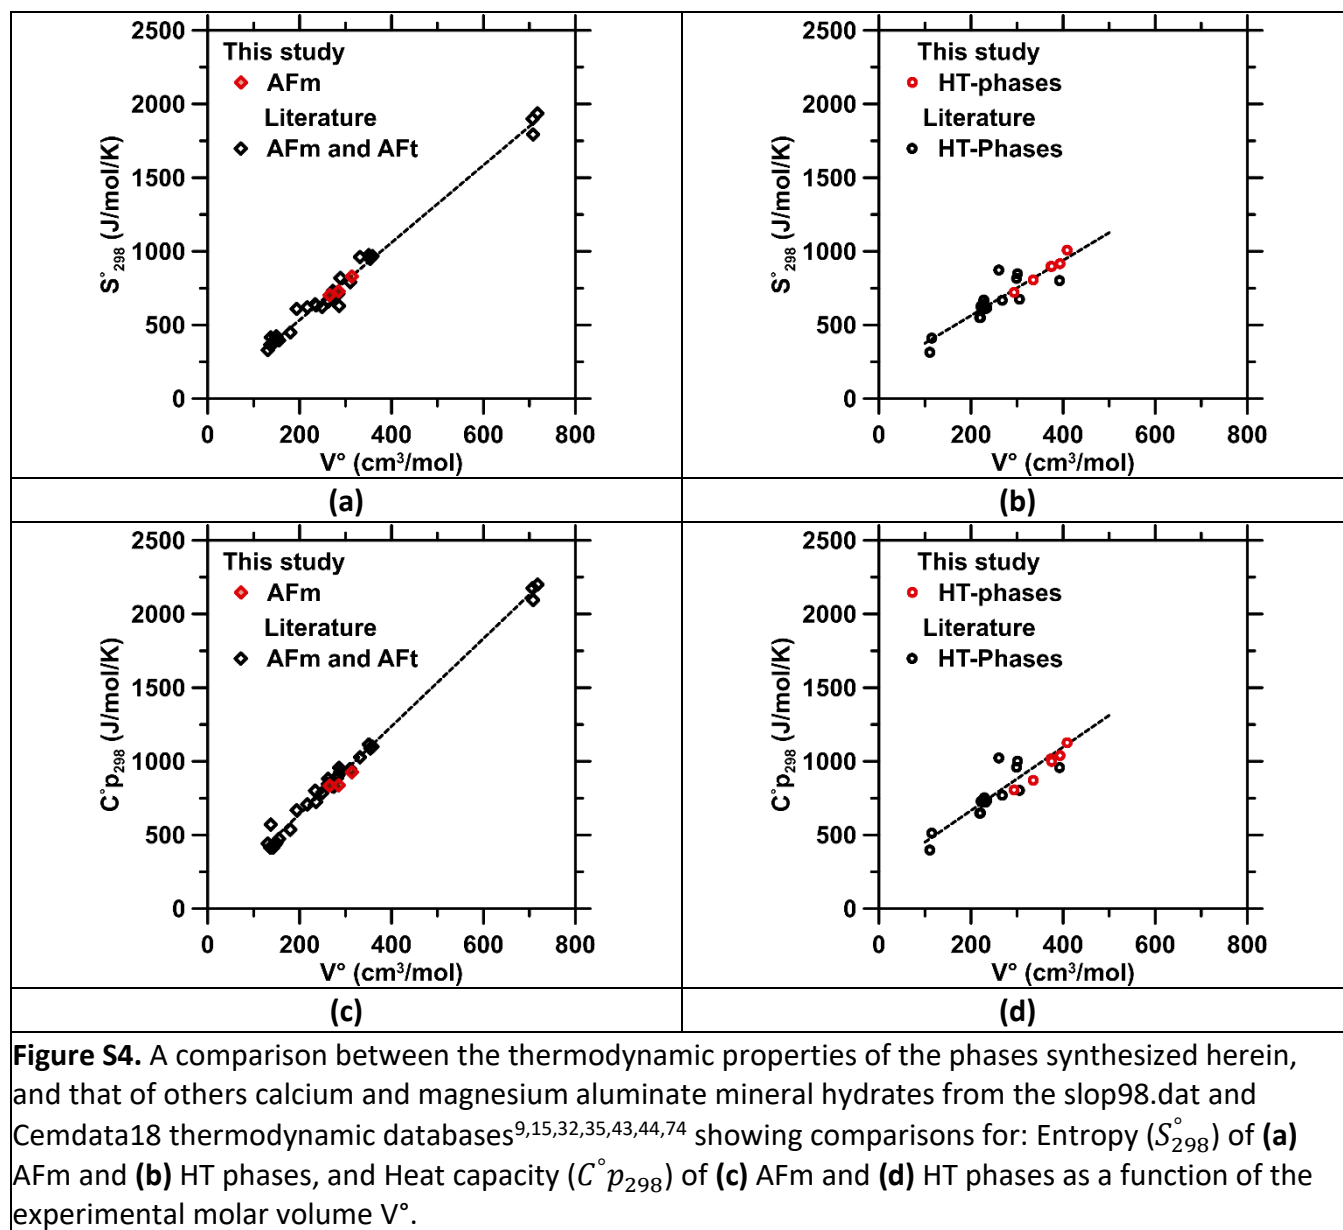 2500
2000
1500
1000
500
0
S°298 (J/mol/K)
This study
AFm
Literature
AFm and AFt
0 200 400 600 800
V° (cm³/mol)
2500
2000
1500
1000
500
0
S°298 (J/mol/K)
This study
HT-phases
Literature
HT-Phases
0 200 400 600 800
V° (cm³/mol)
(a) (b)
2500
2000
1500
1000
500
0
C°p298 (J/mol/K)
This study
AFm
Literature
AFm and AFt
0 200 400 600 800
V° (cm³/mol)
2500
2000
1500
1000
500
0
C°p298 (J/mol/K)
This study
HT-phases
Literature
HT-Phases
0 200 400 600 800
V° (cm³/mol)
(c) (d)
Figure S4. A comparison between the thermodynamic properties of the phases synthesized herein,
and that of others calcium and magnesium aluminate mineral hydrates from the slop98.dat and
Cemdata18 thermodynamic databases9,15,32,35,43,44,74 showing comparisons for: Entropy (S°298) of (a)
AFm and (b) HT phases, and Heat capacity (C°p298) of (c) AFm and (d) HT phases as a function of the
experimental molar volume V°.